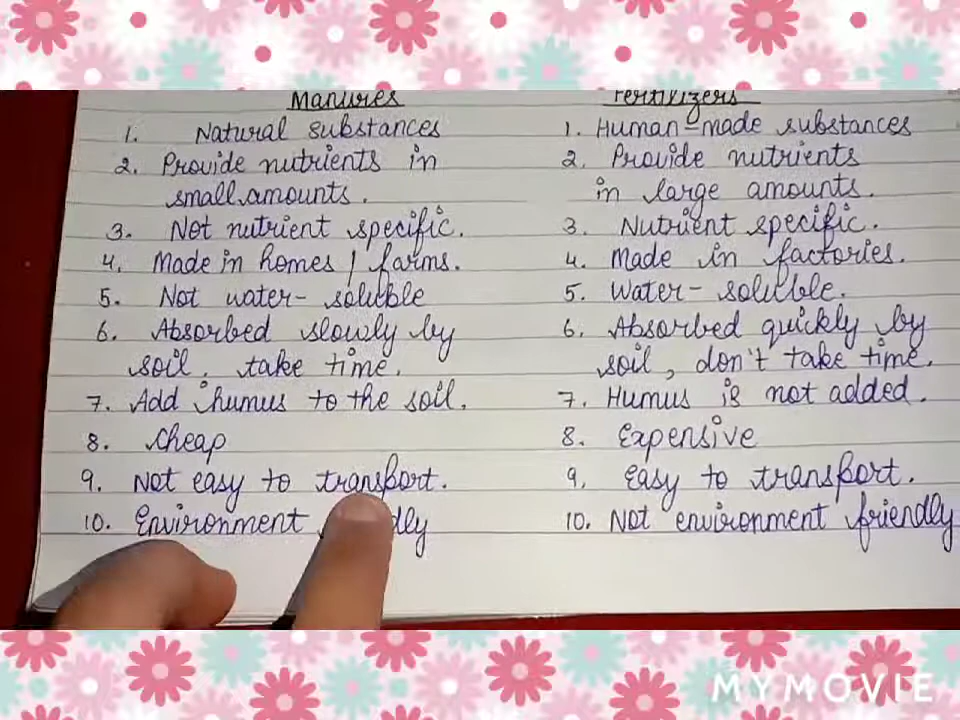 Manures
Fertilizers
1. Natural substances
1. Human-made substances
2. Provide nutrients in
2. Provide nutrients
small amounts.
in large amounts.
3. Not nutrient specific.
3. Nutrient specific.
4. Made in homes / farms.
4. Made in factories.
5. Not water-soluble
5. Water-soluble.
6. Absorbed slowly by
6. Absorbed quickly by
soil, take time.
soil, don't take time.
7. Add humus to the soil.
7. Humus is not added.
8. Cheap
8. Expensive
9. Not easy to transport.
9. Easy to transport.
10. Environment dly
10. Not environment friendly
MYMOVIE